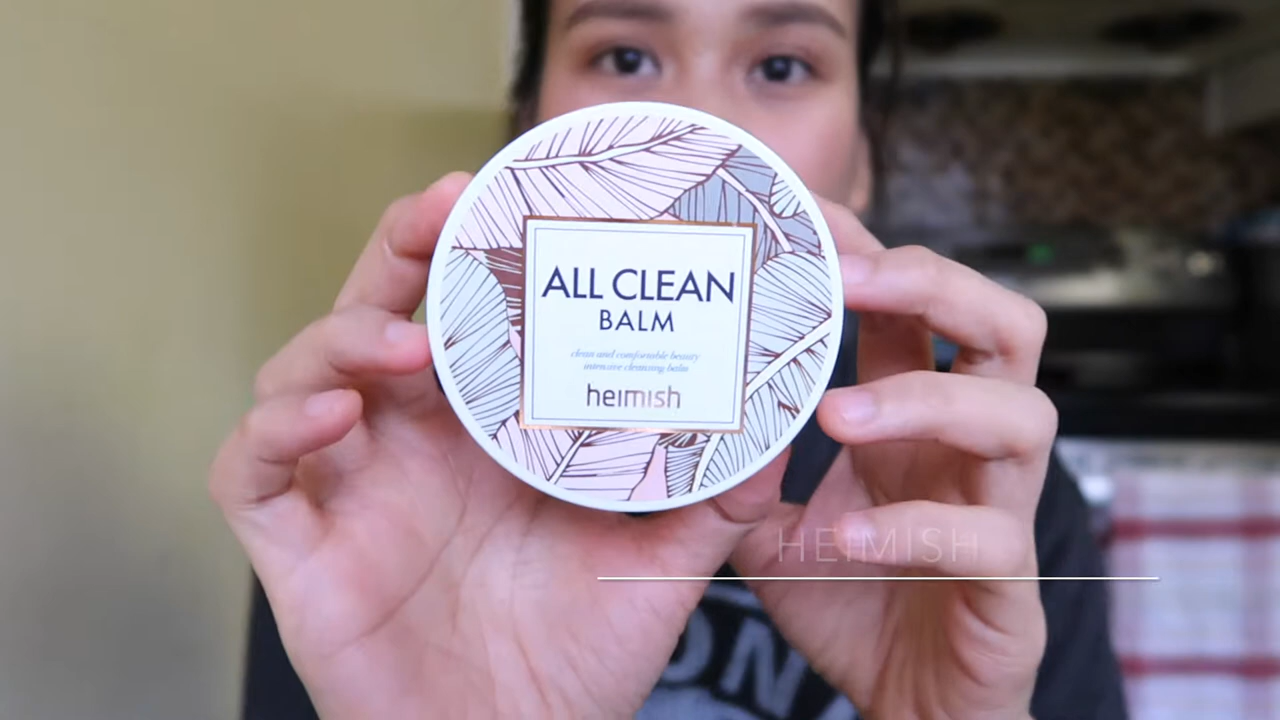 ALL CLEAN
BALM
clean and comfortable beauty
intensive cleansing balm
heimish
HEIMISH